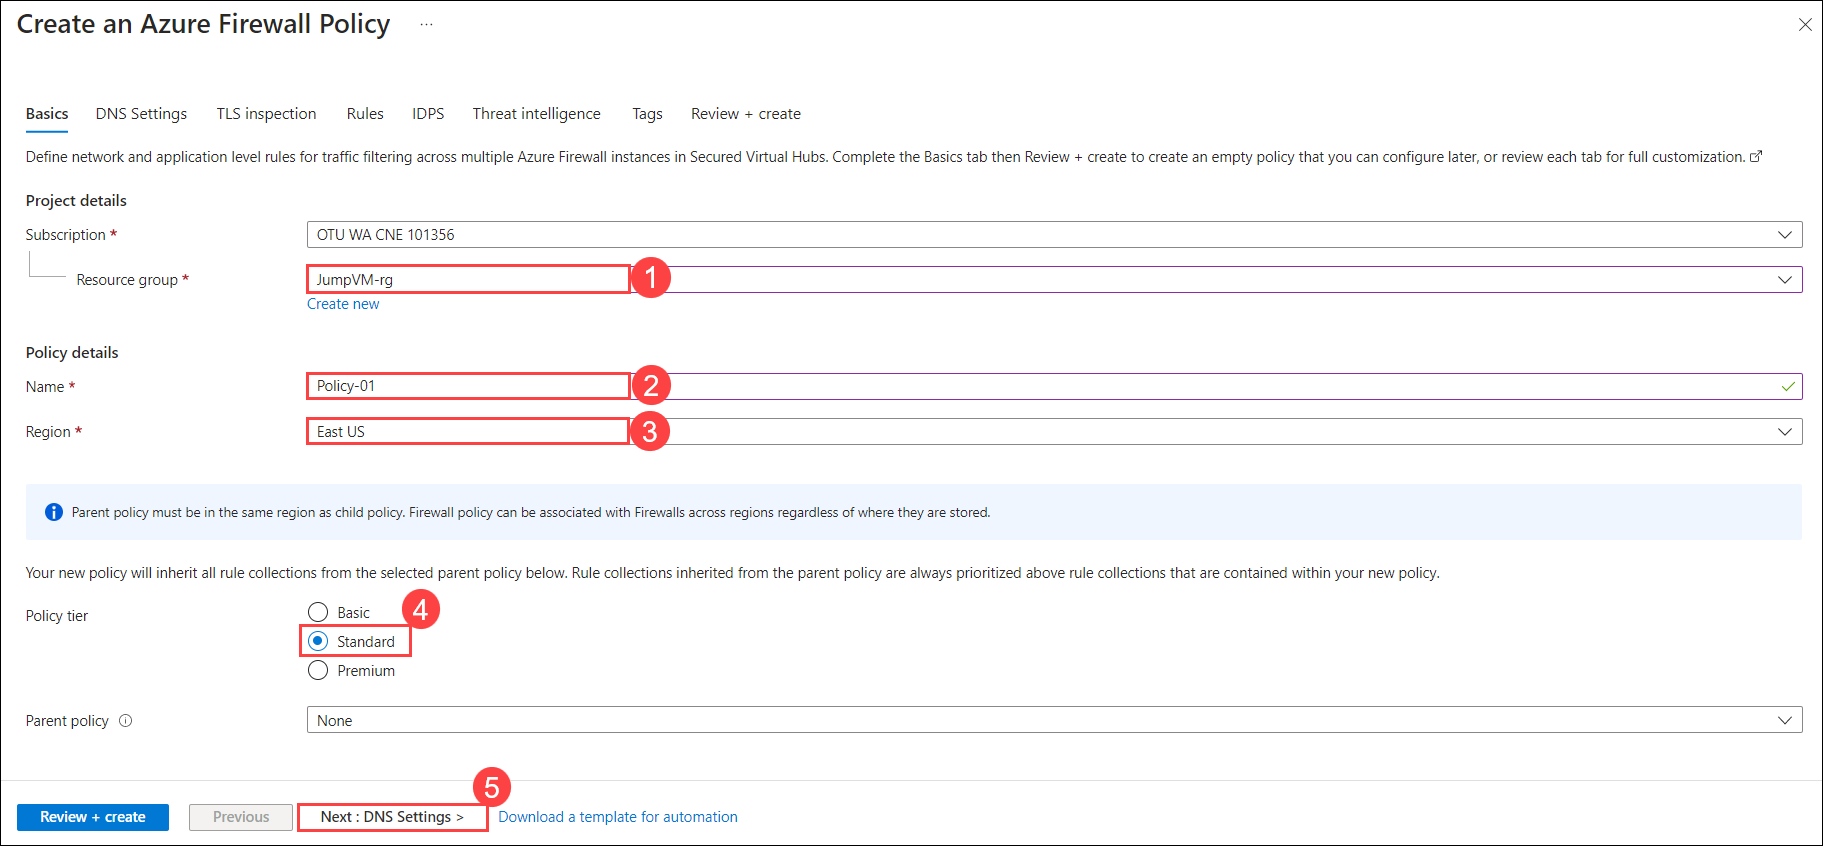 Create an Azure Firewall Policy ...
Basics DNS Settings TLS inspection Rules IDPS Threat intelligence Tags Review + create
Define network and application level rules for traffic filtering across multiple Azure Firewall instances in Secured Virtual Hubs. Complete the Basics tab then Review + create to create an empty policy that you can configure later, or review each tab for full customization.
Project details
Subscription * OTU WA CNE 101356
Resource group * JumpVM-rg 1
Create new
Policy details
Name * Policy-01 2
Region * East US 3
Parent policy must be in the same region as child policy. Firewall policy can be associated with Firewalls across regions regardless of where they are stored.
Your new policy will inherit all rule collections from the selected parent policy below. Rule collections inherited from the parent policy are always prioritized above rule collections that are contained within your new policy.
Policy tier Basic 4
Standard
Premium
Parent policy None
5
Review + create Previous Next : DNS Settings > Download a template for automation